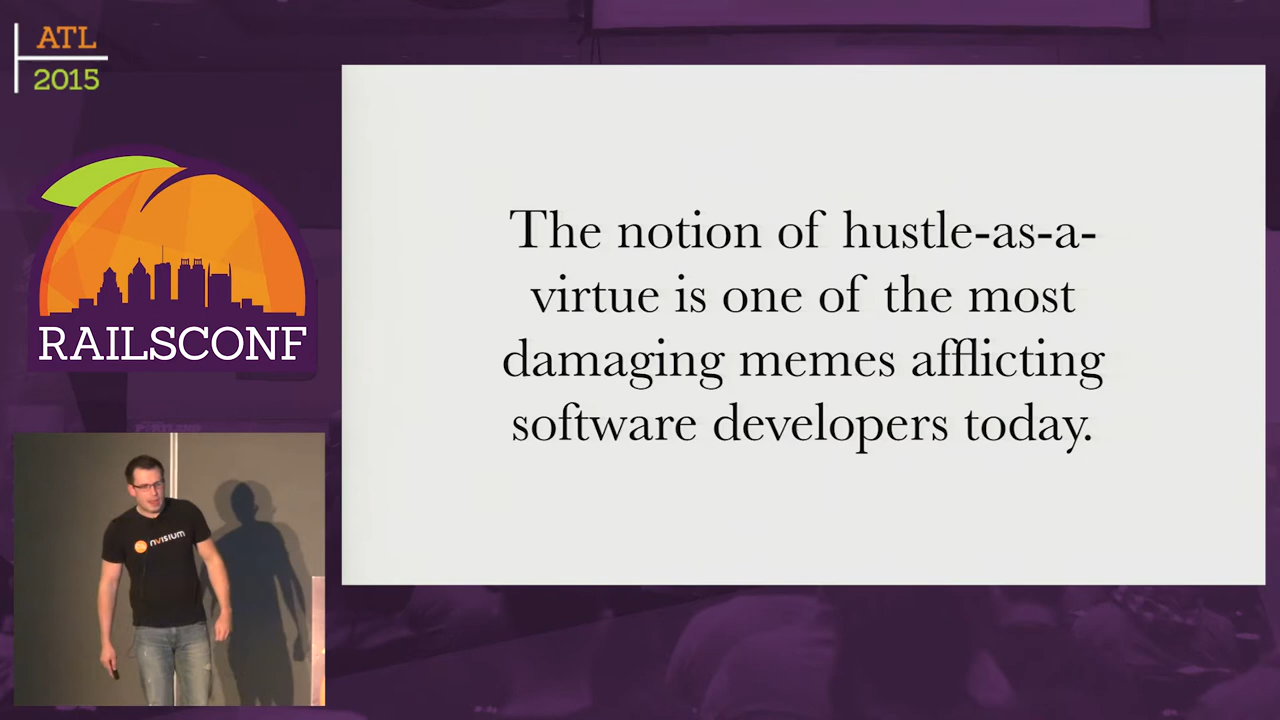 ATL
2015
RAILSCONF
nvisium
The notion of hustle-as-a-
virtue is one of the most
damaging memes afflicting
software developers today.